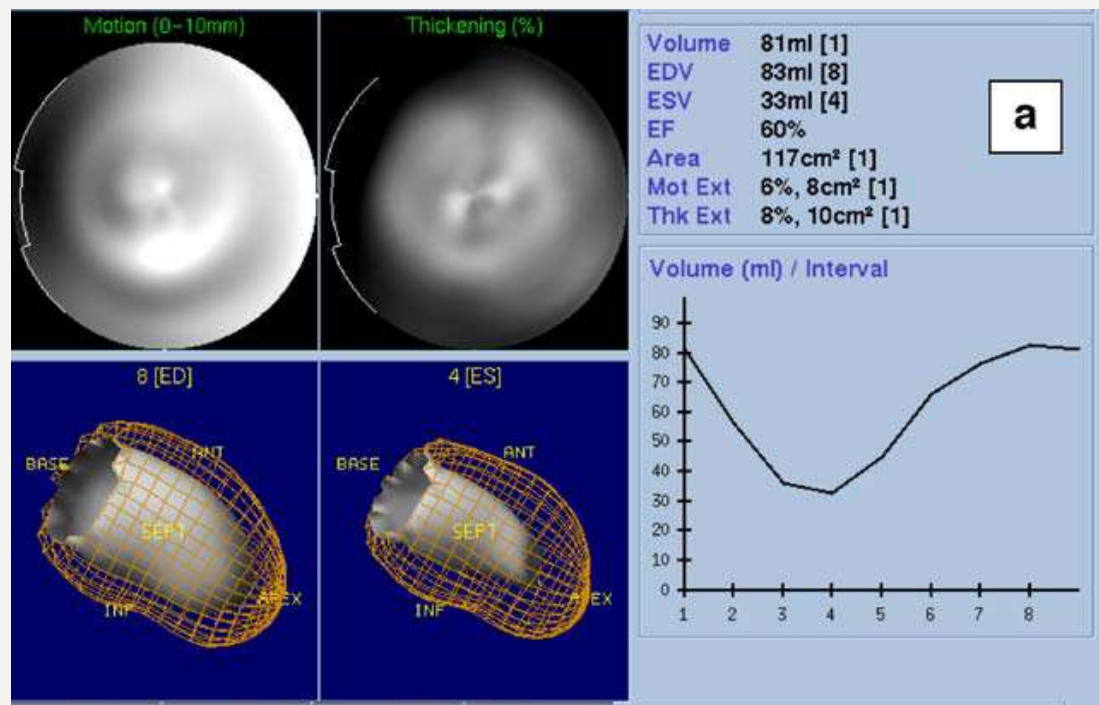 Motion (0-10mm)
Thickening (%)
8 [ED]
4 [ES]
BASE
ANT
SEPT
INF
APEX
BASE
ANT
SEPT
INF
APEX
Volume 81ml [1]
EDV 83ml [8]
ESV 33ml [4]
EF 60%
Area 117cm² [1]
Mot Ext 6%, 8cm² [1]
Thk Ext 8%, 10cm² [1]
a
Volume (ml) / Interval
90
80
70
60
50
40
30
20
10
0
1 2 3 4 5 6 7 8